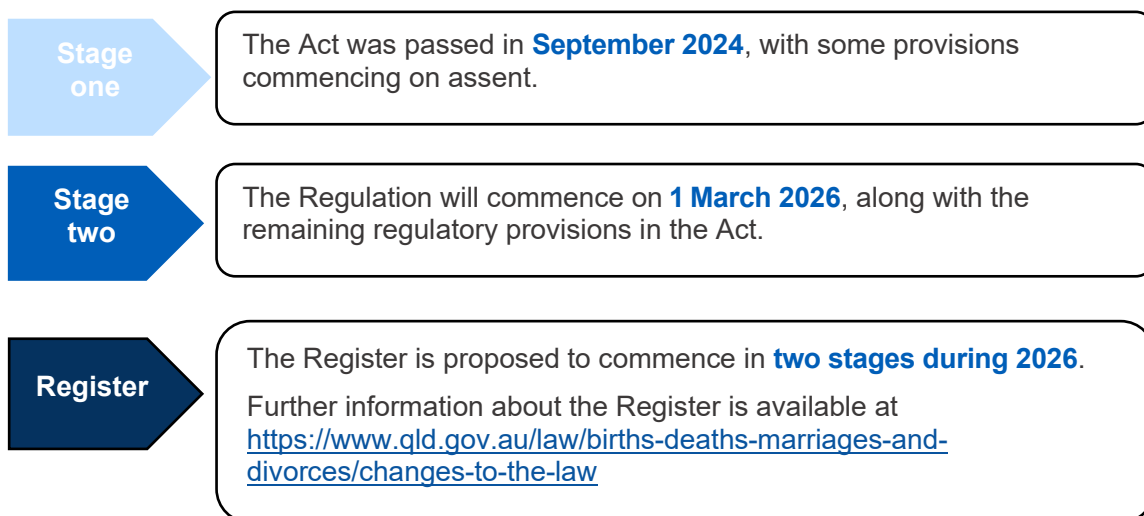 Stage
one
The Act was passed in September 2024, with some provisions
commencing on assent.
Stage
two
The Regulation will commence on 1 March 2026, along with the
remaining regulatory provisions in the Act.
Register
The Register is proposed to commence in two stages during 2026.
Further information about the Register is available at
https://www.qld.gov.au/law/births-deaths-marriages-and-
divorces/changes-to-the-law